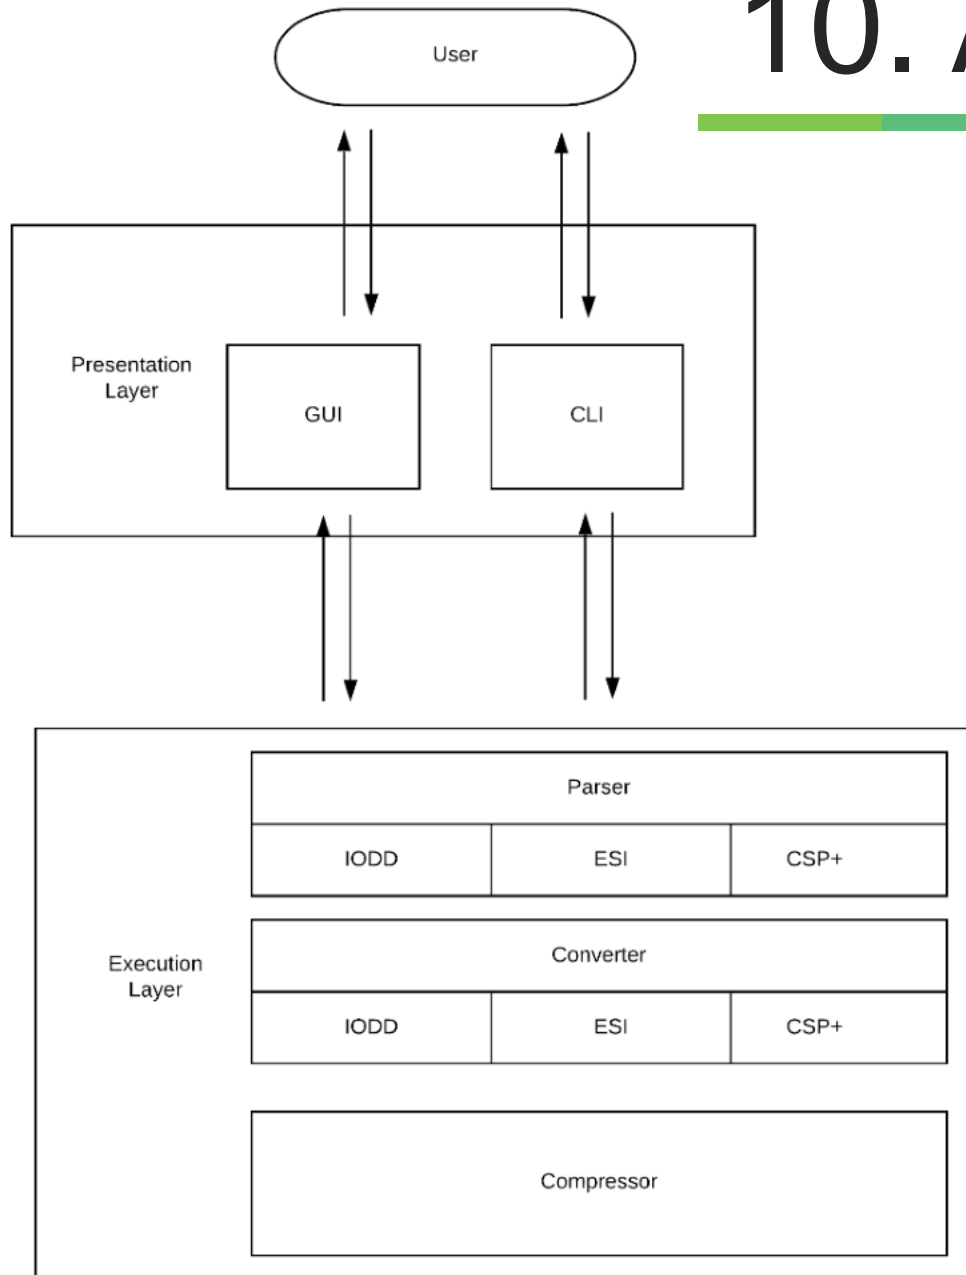 10. A
User
Presentation
Layer
GUI
CLI
Parser
IODD
ESI
CSP+
Execution
Layer
Converter
IODD
ESI
CSP+
Compressor